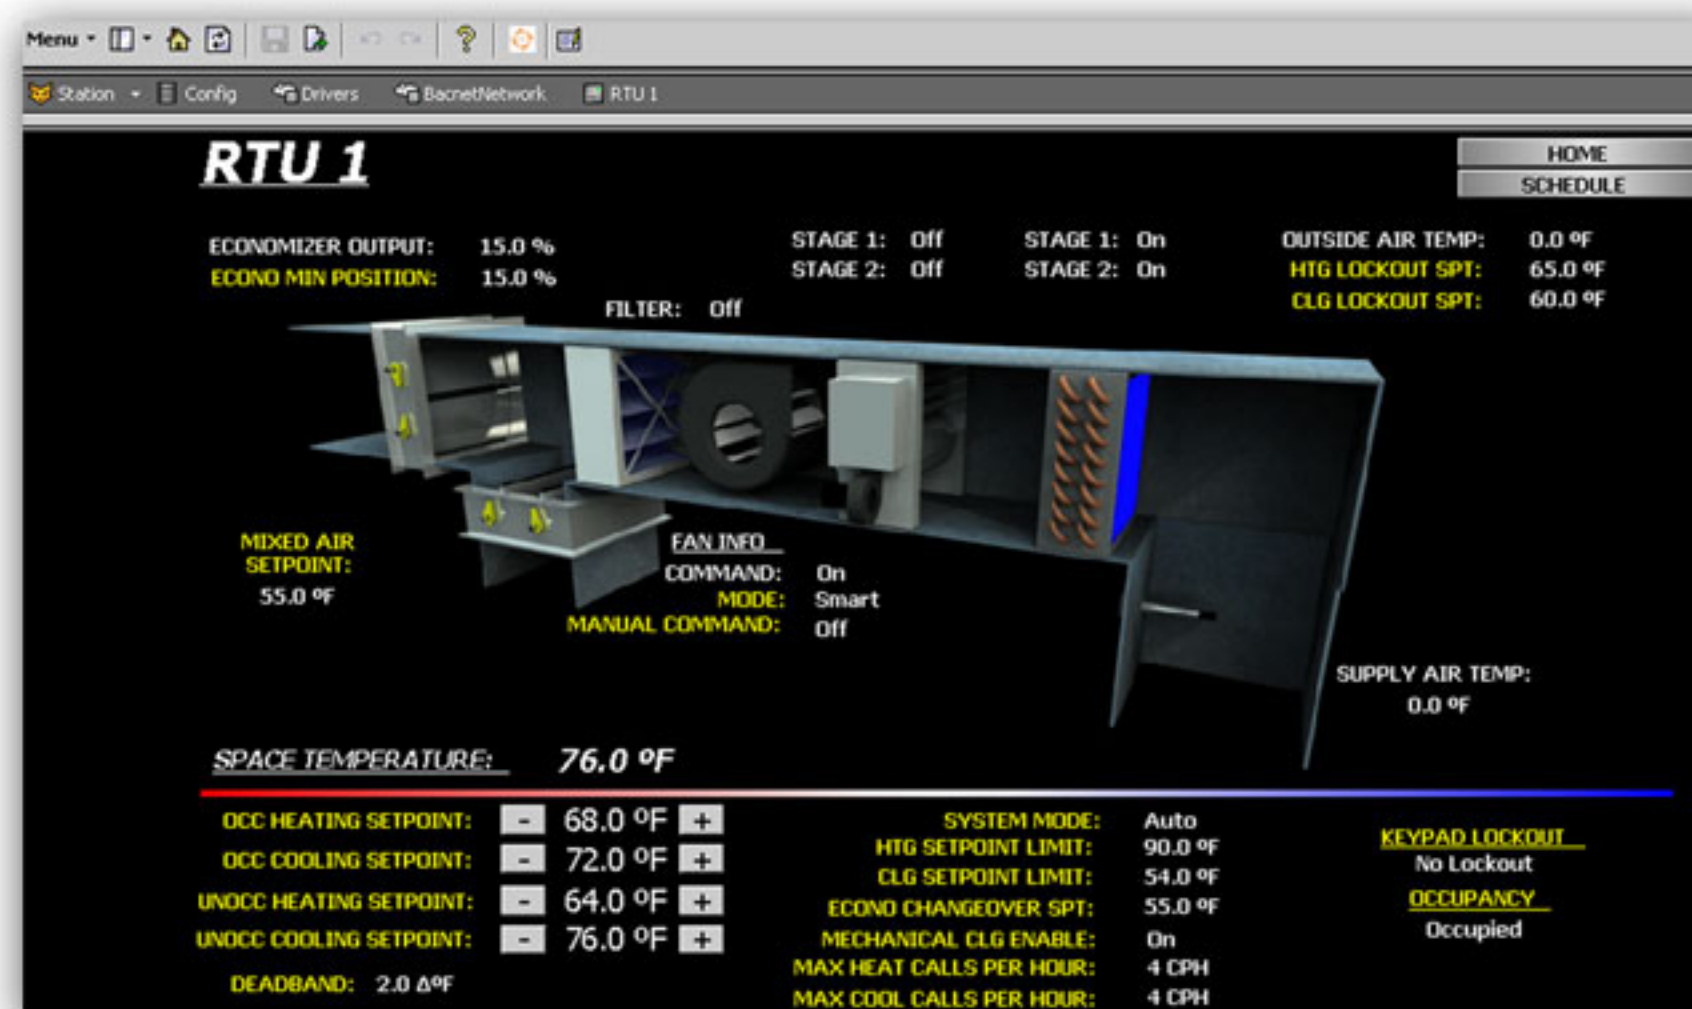 Menu
Station Config Drivers BacnetNetwork RTU 1
RTU 1
HOME
SCHEDULE
ECONOMIZER OUTPUT: 15.0 %
ECONO MIN POSITION: 15.0 %
FILTER: Off
STAGE 1: Off
STAGE 2: Off
STAGE 1: On
STAGE 2: On
OUTSIDE AIR TEMP: 0.0 ºF
HTG LOCKOUT SPT: 65.0 ºF
CLG LOCKOUT SPT: 60.0 ºF
MIXED AIR
SETPOINT:
55.0 ºF
FAN INFO
COMMAND: On
MODE: Smart
MANUAL COMMAND: Off
SUPPLY AIR TEMP:
0.0 ºF
SPACE TEMPERATURE: 76.0 ºF
OCC HEATING SETPOINT: - 68.0 ºF +
OCC COOLING SETPOINT: - 72.0 ºF +
UNOCC HEATING SETPOINT: - 64.0 ºF +
UNOCC COOLING SETPOINT: - 76.0 ºF +
DEADBAND: 2.0 ΔºF
SYSTEM MODE: Auto
HTG SETPOINT LIMIT: 90.0 ºF
CLG SETPOINT LIMIT: 54.0 ºF
ECONO CHANGEOVER SPT: 55.0 ºF
MECHANICAL CLG ENABLE: On
MAX HEAT CALLS PER HOUR: 4 CPH
MAX COOL CALLS PER HOUR: 4 CPH
KEYPAD LOCKOUT
No Lockout
OCCUPANCY
Occupied